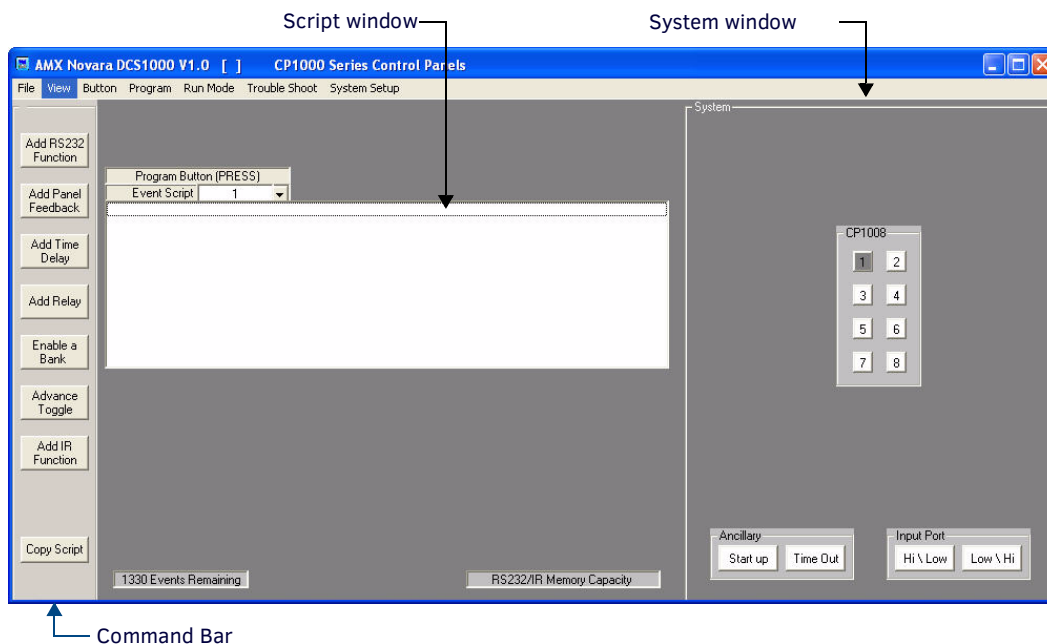 Script window
System window
AMX Novara DCS1000 V1.0 [ ] CP1000 Series Control Panels
File View Button Program Run Mode Trouble Shoot System Setup
Add RS232
Function
Add Panel
Feedback
Add Time
Delay
Add Relay
Enable a
Bank
Advance
Toggle
Add IR
Function
Copy Script
Program Button (PRESS)
Event Script 1
1330 Events Remaining
RS232/IR Memory Capacity
System
CP1008
1 2
3 4
5 6
7 8
Ancillary
Start up Time Out
Input Port
Hi \ Low Low \ Hi
Command Bar